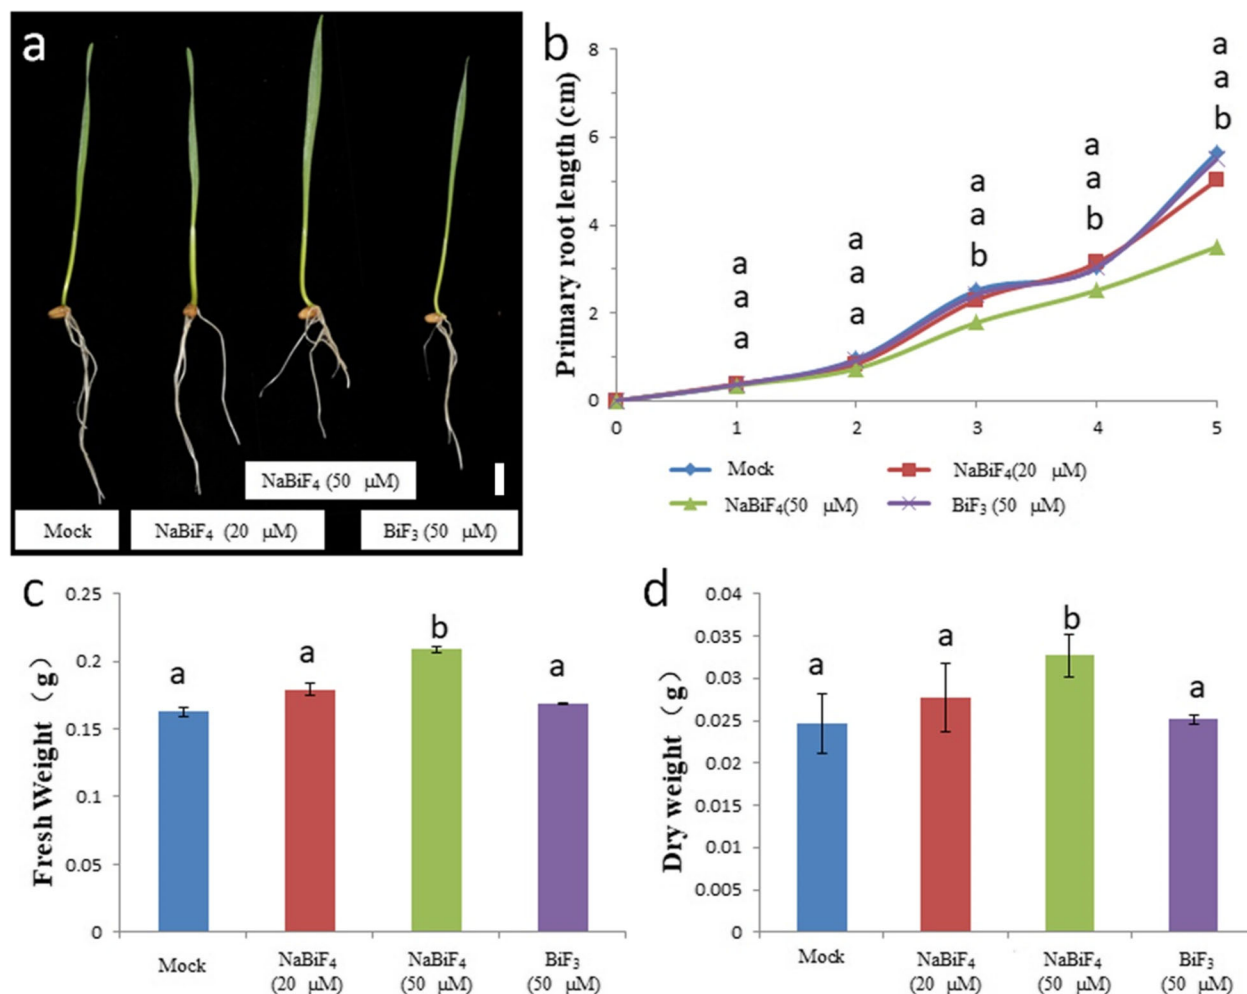 a
NaBiF4 (50 μM)
Mock
NaBiF4 (20 μM)
BiF3 (50 μM)
b
Primary root length (cm)
8
6
4
2
0
0
1
2
3
4
5
a
a
a
a
a
a
a
a
b
a
a
b
a
a
b
Mock
NaBiF4(20 μM)
NaBiF4(50 μM)
BiF3 (50 μM)
c
Fresh Weight（g）
0.25
0.2
0.15
0.1
0.05
0
a
a
b
a
Mock
NaBiF4
(20 μM)
NaBiF4
(50 μM)
BiF3
(50 μM)
d
Dry weight（g）
0.04
0.035
0.03
0.025
0.02
0.015
0.01
0.005
0
a
a
b
a
Mock
NaBiF4
(20 μM)
NaBiF4
(50 μM)
BiF3
(50 μM)